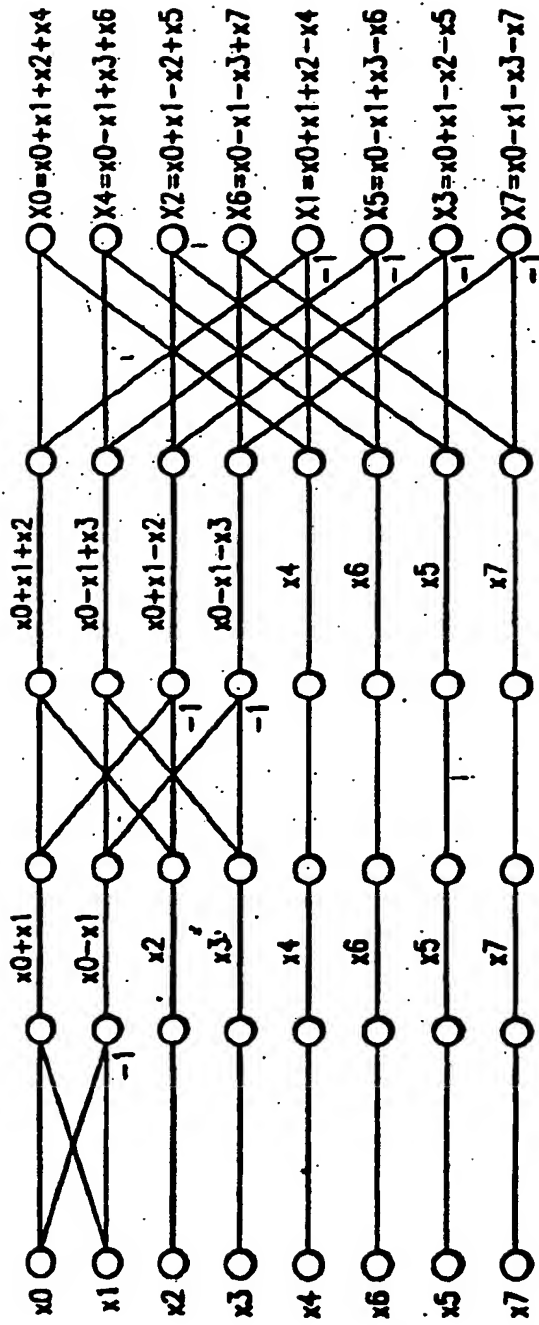 x0
x1
x2
x3
x4
x6
x5
x7
-1
x0+x1
x0-x1
x2
x3
x4
x6
x5
x7
-1
-1
x0+x1+x2
x0-x1+x3
x0+x1-x2
x0-x1-x3
x4
x6
x5
x7
-1
-1
-1
-1
X0=x0+x1+x2+x4
X4=x0-x1+x3+x6
X2=x0+x1-x2+x5
X6=x0-x1-x3+x7
X1=x0+x1+x2-x4
X5=x0-x1+x3-x6
X3=x0+x1-x2-x5
X7=x0-x1-x3-x7